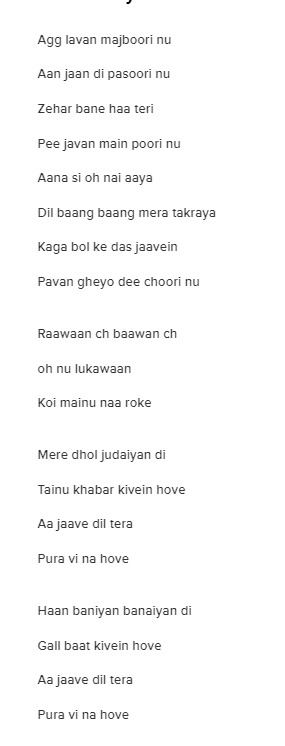 Agg lavan majboori nu
Aan jaan di pasoori nu
Zehar bane haa teri
Pee javan main poori nu
Aana si oh nai aaya
Dil baang baang mera takraya
Kaga bol ke das jaavein
Pavan gheyo dee choori nu
Raawaan ch baawan ch
oh nu lukawaan
Koi mainu naa roke
Mere dhol judaiyan di
Tainu khabar kivein hove
Aa jaave dil tera
Pura vi na hove
Haan baniyan banaiyan di
Gall baat kivein hove
Aa jaave dil tera
Pura vi na hove